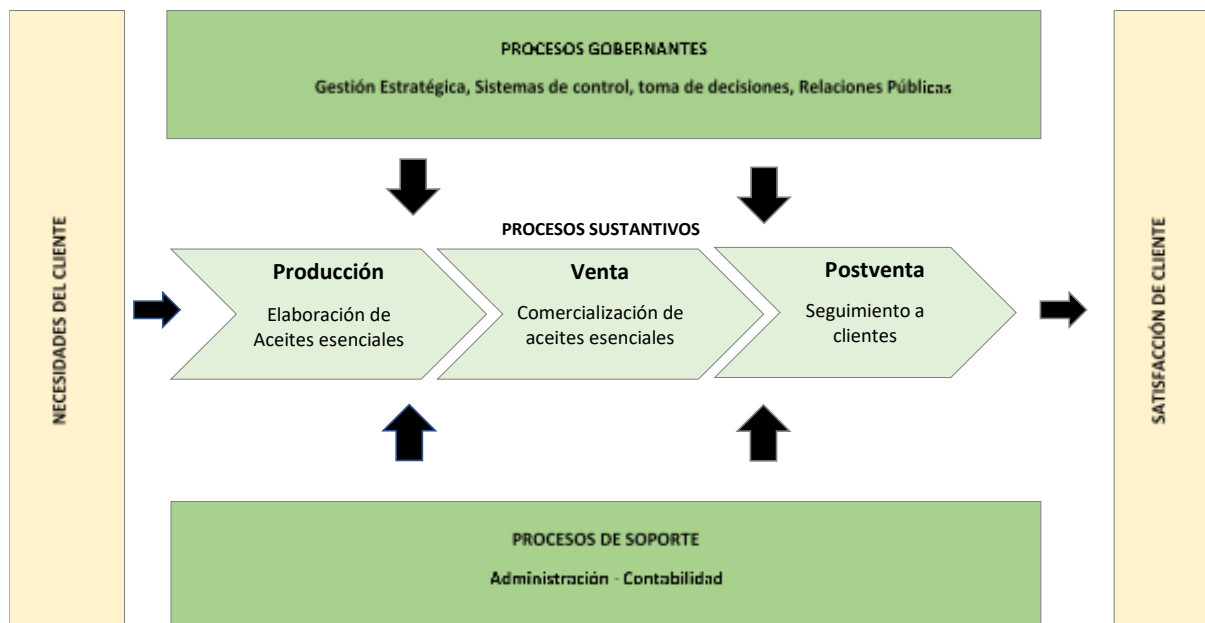 PROCESOS GOBERNANTES
Gestión Estratégica, Sistemas de control, toma de decisiones, Relaciones Públicas
NECESIDADES DEL CLIENTE
PROCESOS SUSTANTIVOS
Producción
Elaboración de
Aceites esenciales
Venta
Comercialización de
aceites esenciales
Postventa
Seguimiento a
clientes
SATISFACCIÓN DE CLIENTE
PROCESOS DE SOPORTE
Administración - Contabilidad